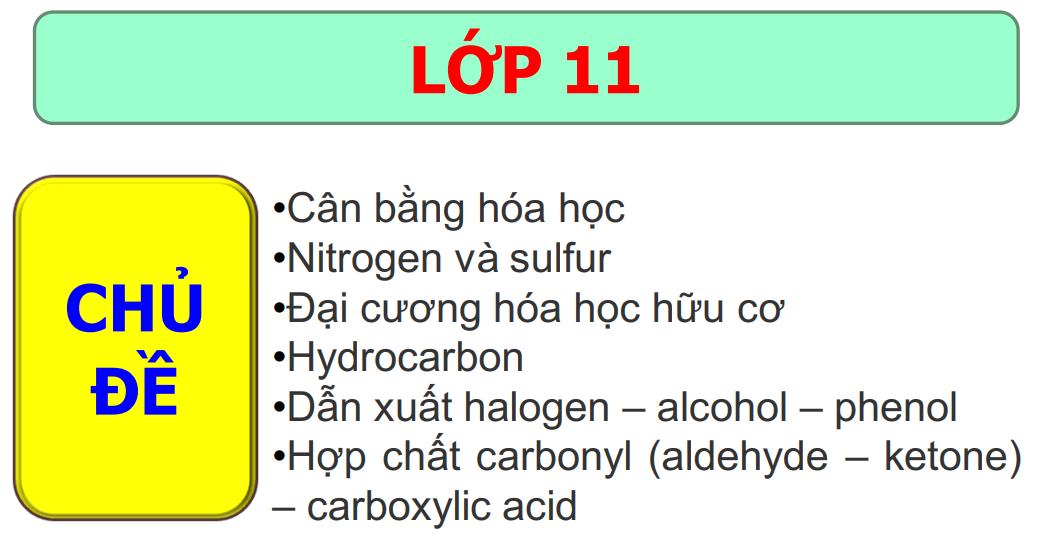 LỚP 11
CHỦ
ĐỀ
•Cân bằng hóa học
•Nitrogen và sulfur
•Đại cương hóa học hữu cơ
•Hydrocarbon
•Dẫn xuất halogen – alcohol – phenol
•Hợp chất carbonyl (aldehyde – ketone)
– carboxylic acid